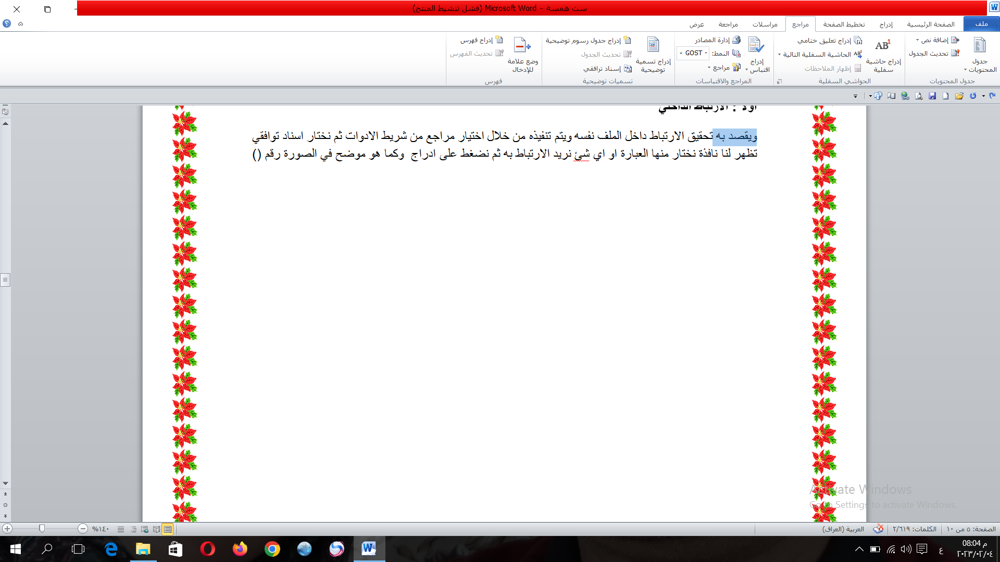 ست همسة - Microsoft Word (فشل تنشيط المنتج)
ملف
الصفحة الرئيسية
إدراج
تخطيط الصفحة
مراجع
مراسلات
مراجعة
عرض
جدول المحتويات
إضافة نص
تحديث الجدول
جدول المحتويات
إدراج حاشية سفلية
AB1
إدراج تعليق ختامي
الحاشية السفلية التالية
إظهار الملاحظات
الحواشي السفلية
إدراج اقتباس
إدارة المصادر
النمط: GOST -
مراجع
المراجع والاقتباسات
إدراج تسمية توضيحية
إدراج جدول رسوم توضيحية
تحديث الجدول
إسناد ترافقي
تسميات توضيحية
وضع علامة للإدخال
إدراج فهرس
تحديث الفهرس
فهرس
اولا : الارتباط الداخلي
ويقصد به تحقيق الارتباط داخل الملف نفسه ويتم تنفيذه من خلال اختيار مراجع من شريط الادوات ثم نختار اسناد توافقي
تظهر لنا نافذة نختار منها العبارة او اي شئ نريد الارتباط به ثم نضغط على ادراج وكما هو موضح في الصورة رقم ()
Activate Windows
Go to Settings to activate Windows.
الصفحة: ٥ من ١٠
الكلمات: ٢/٦١٩
العربية (العراق)
%١٤٠
08:04 م
ع
٢٠٢٣/٠٢/٠٤